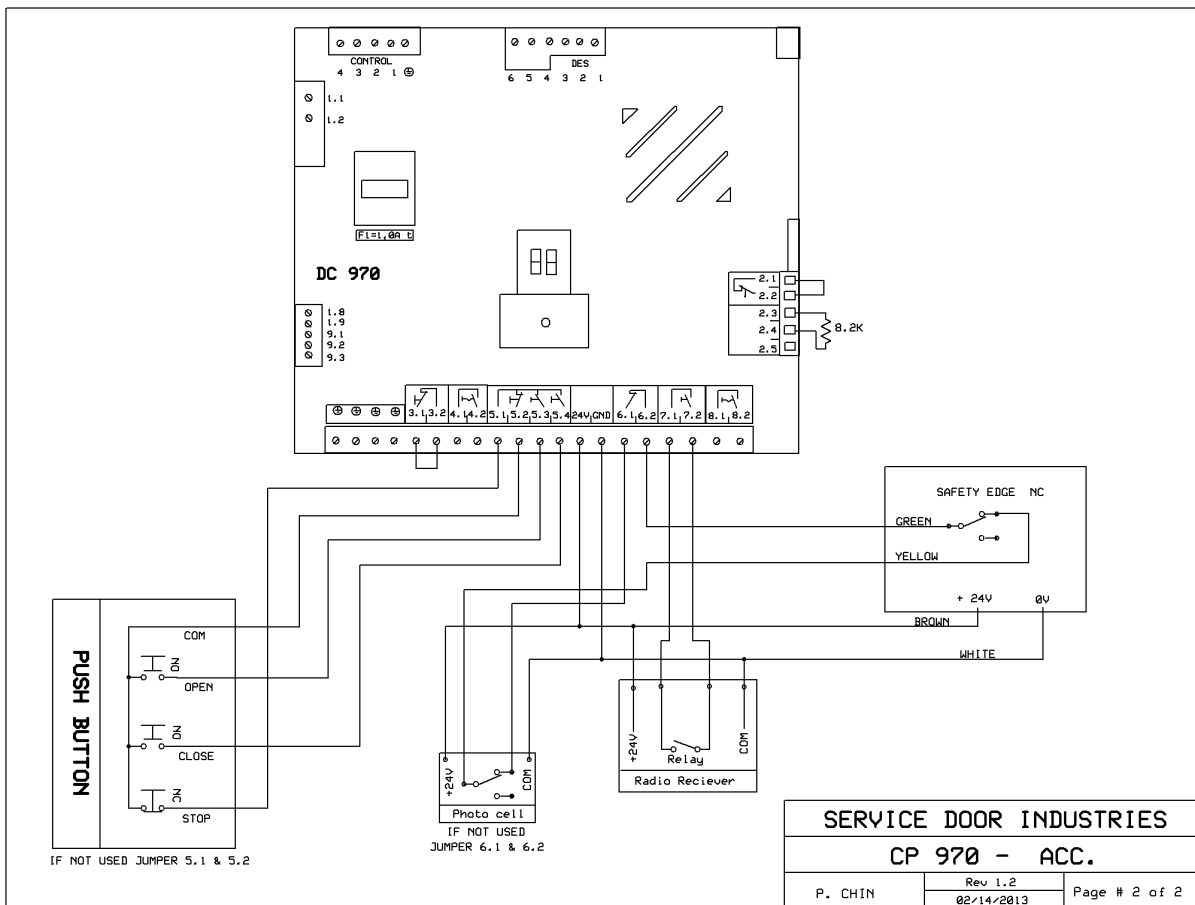 CONTROL
4 3 2 1
DES
6 5 4 3 2 1
1.1
1.2
F1=1.0A t
DC 970
2.1
2.2
2.3
2.4
2.5
8.2K
1.8
1.9
9.1
9.2
9.3
3.1 3.2 4.1 4.2 5.1 5.2 5.3 5.4 24V GND 6.1 6.2 7.1 7.2 8.1 8.2
SAFETY EDGE NC
GREEN
YELLOW
+ 24V 0V
BROWN
WHITE
PUSH BUTTON
COM
NO
OPEN
NO
CLOSE
NC
STOP
IF NOT USED JUMPER 5.1 & 5.2
+24V
COM
Photo cell
IF NOT USED
JUMPER 6.1 & 6.2
+24V
COM
Relay
Radio Reciever
SERVICE DOOR INDUSTRIES
CP 970 - ACC.
P. CHIN
Rev 1.2
02/14/2013
Page # 2 of 2